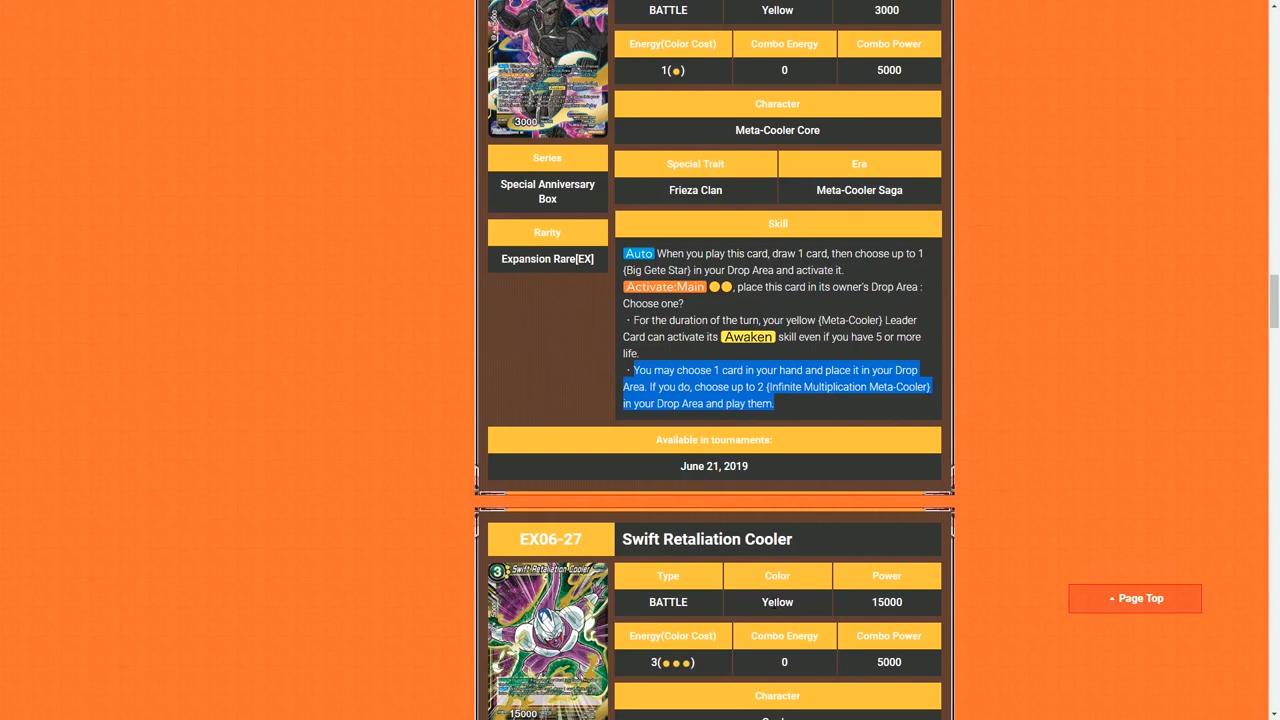 BATTLE Yellow 3000
Energy(Color Cost) Combo Energy Combo Power
1( ) 0 5000
Character
Meta-Cooler Core
3000
Series
Special Anniversary
Box
Special Trait Era
Frieza Clan Meta-Cooler Saga
Rarity
Expansion Rare[EX]
Skill
Auto When you play this card, draw 1 card, then choose up to 1
{Big Gete Star} in your Drop Area and activate it.
Activate:Main , place this card in its owner's Drop Area :
Choose one?
・For the duration of the turn, your yellow {Meta-Cooler} Leader
Card can activate its Awaken skill even if you have 5 or more
life.
・You may choose 1 card in your hand and place it in your Drop
Area. If you do, choose up to 2 {Infinite Multiplication Meta-Cooler}
in your Drop Area and play them.
Available in tournaments:
June 21, 2019
EX06-27 Swift Retaliation Cooler
3 Swift Retaliation Cooler
Type Color Power
BATTLE Yellow 15000
Energy(Color Cost) Combo Energy Combo Power
3( ) 0 5000
Character
15000
Page Top